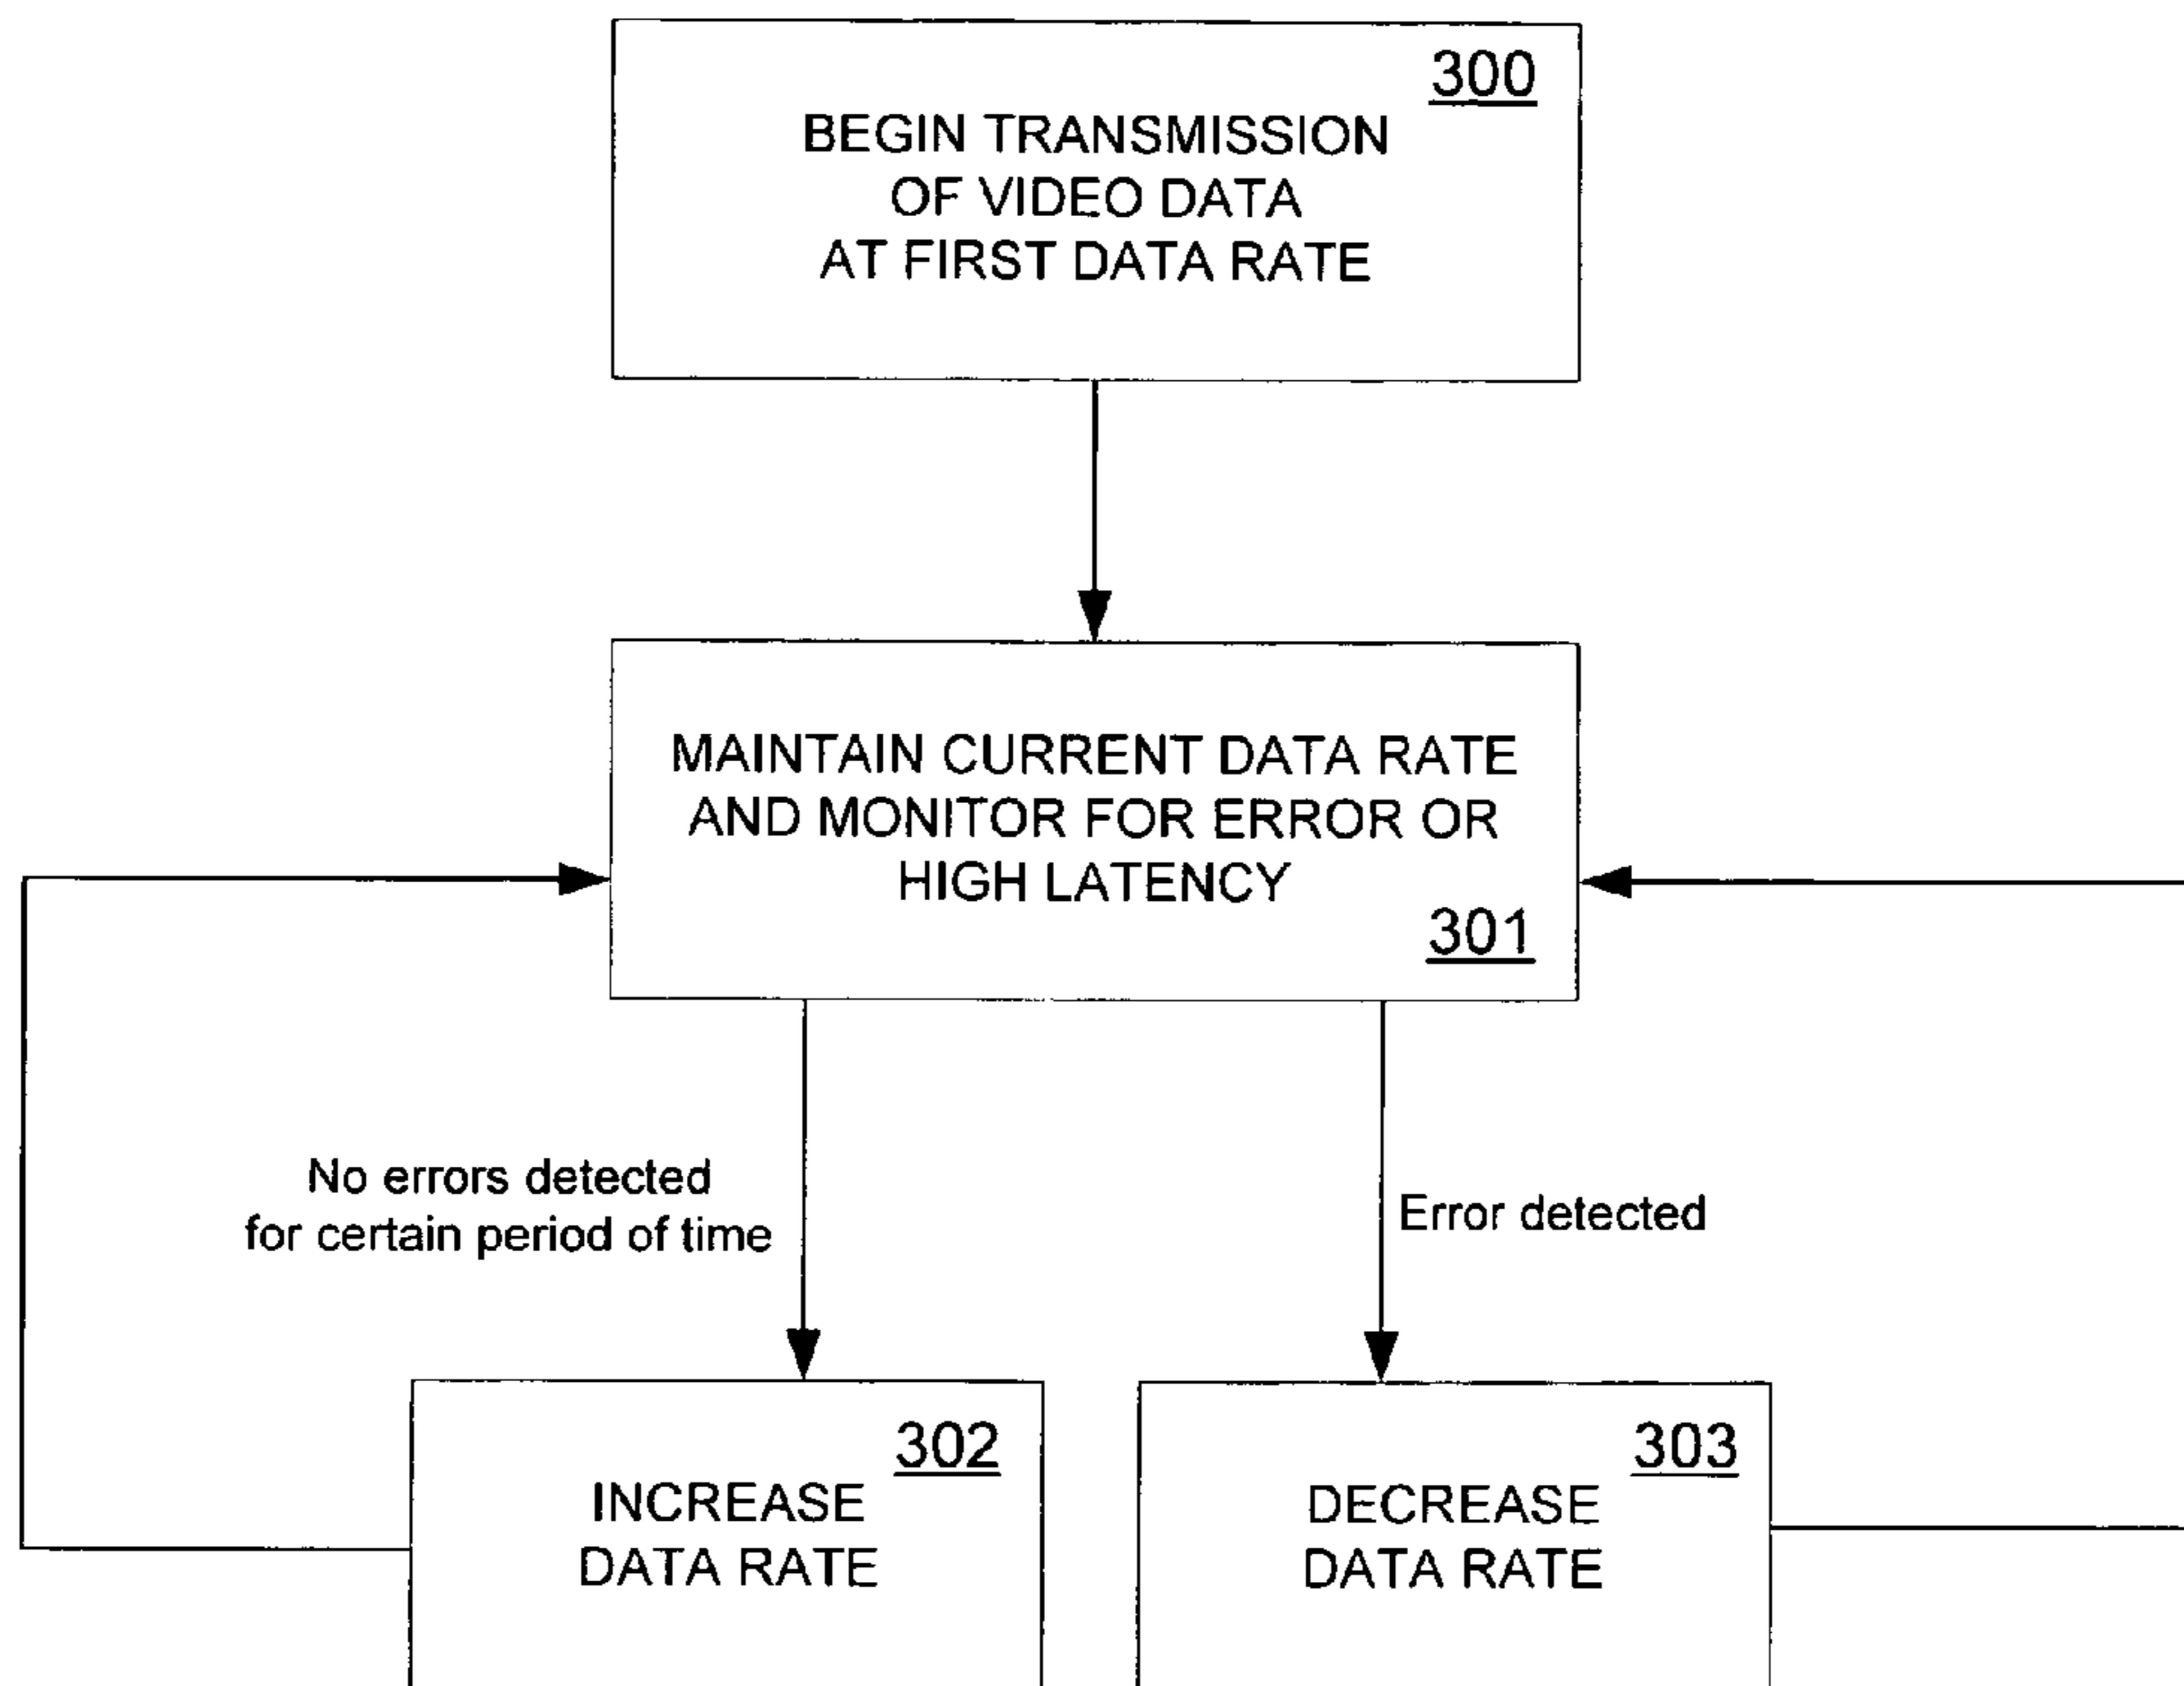 300
BEGIN TRANSMISSION
OF VIDEO DATA
AT FIRST DATA RATE
MAINTAIN CURRENT DATA RATE
AND MONITOR FOR ERROR OR
HIGH LATENCY
301
No errors detected
for certain period of time
Error detected
302
INCREASE
DATA RATE
303
DECREASE
DATA RATE